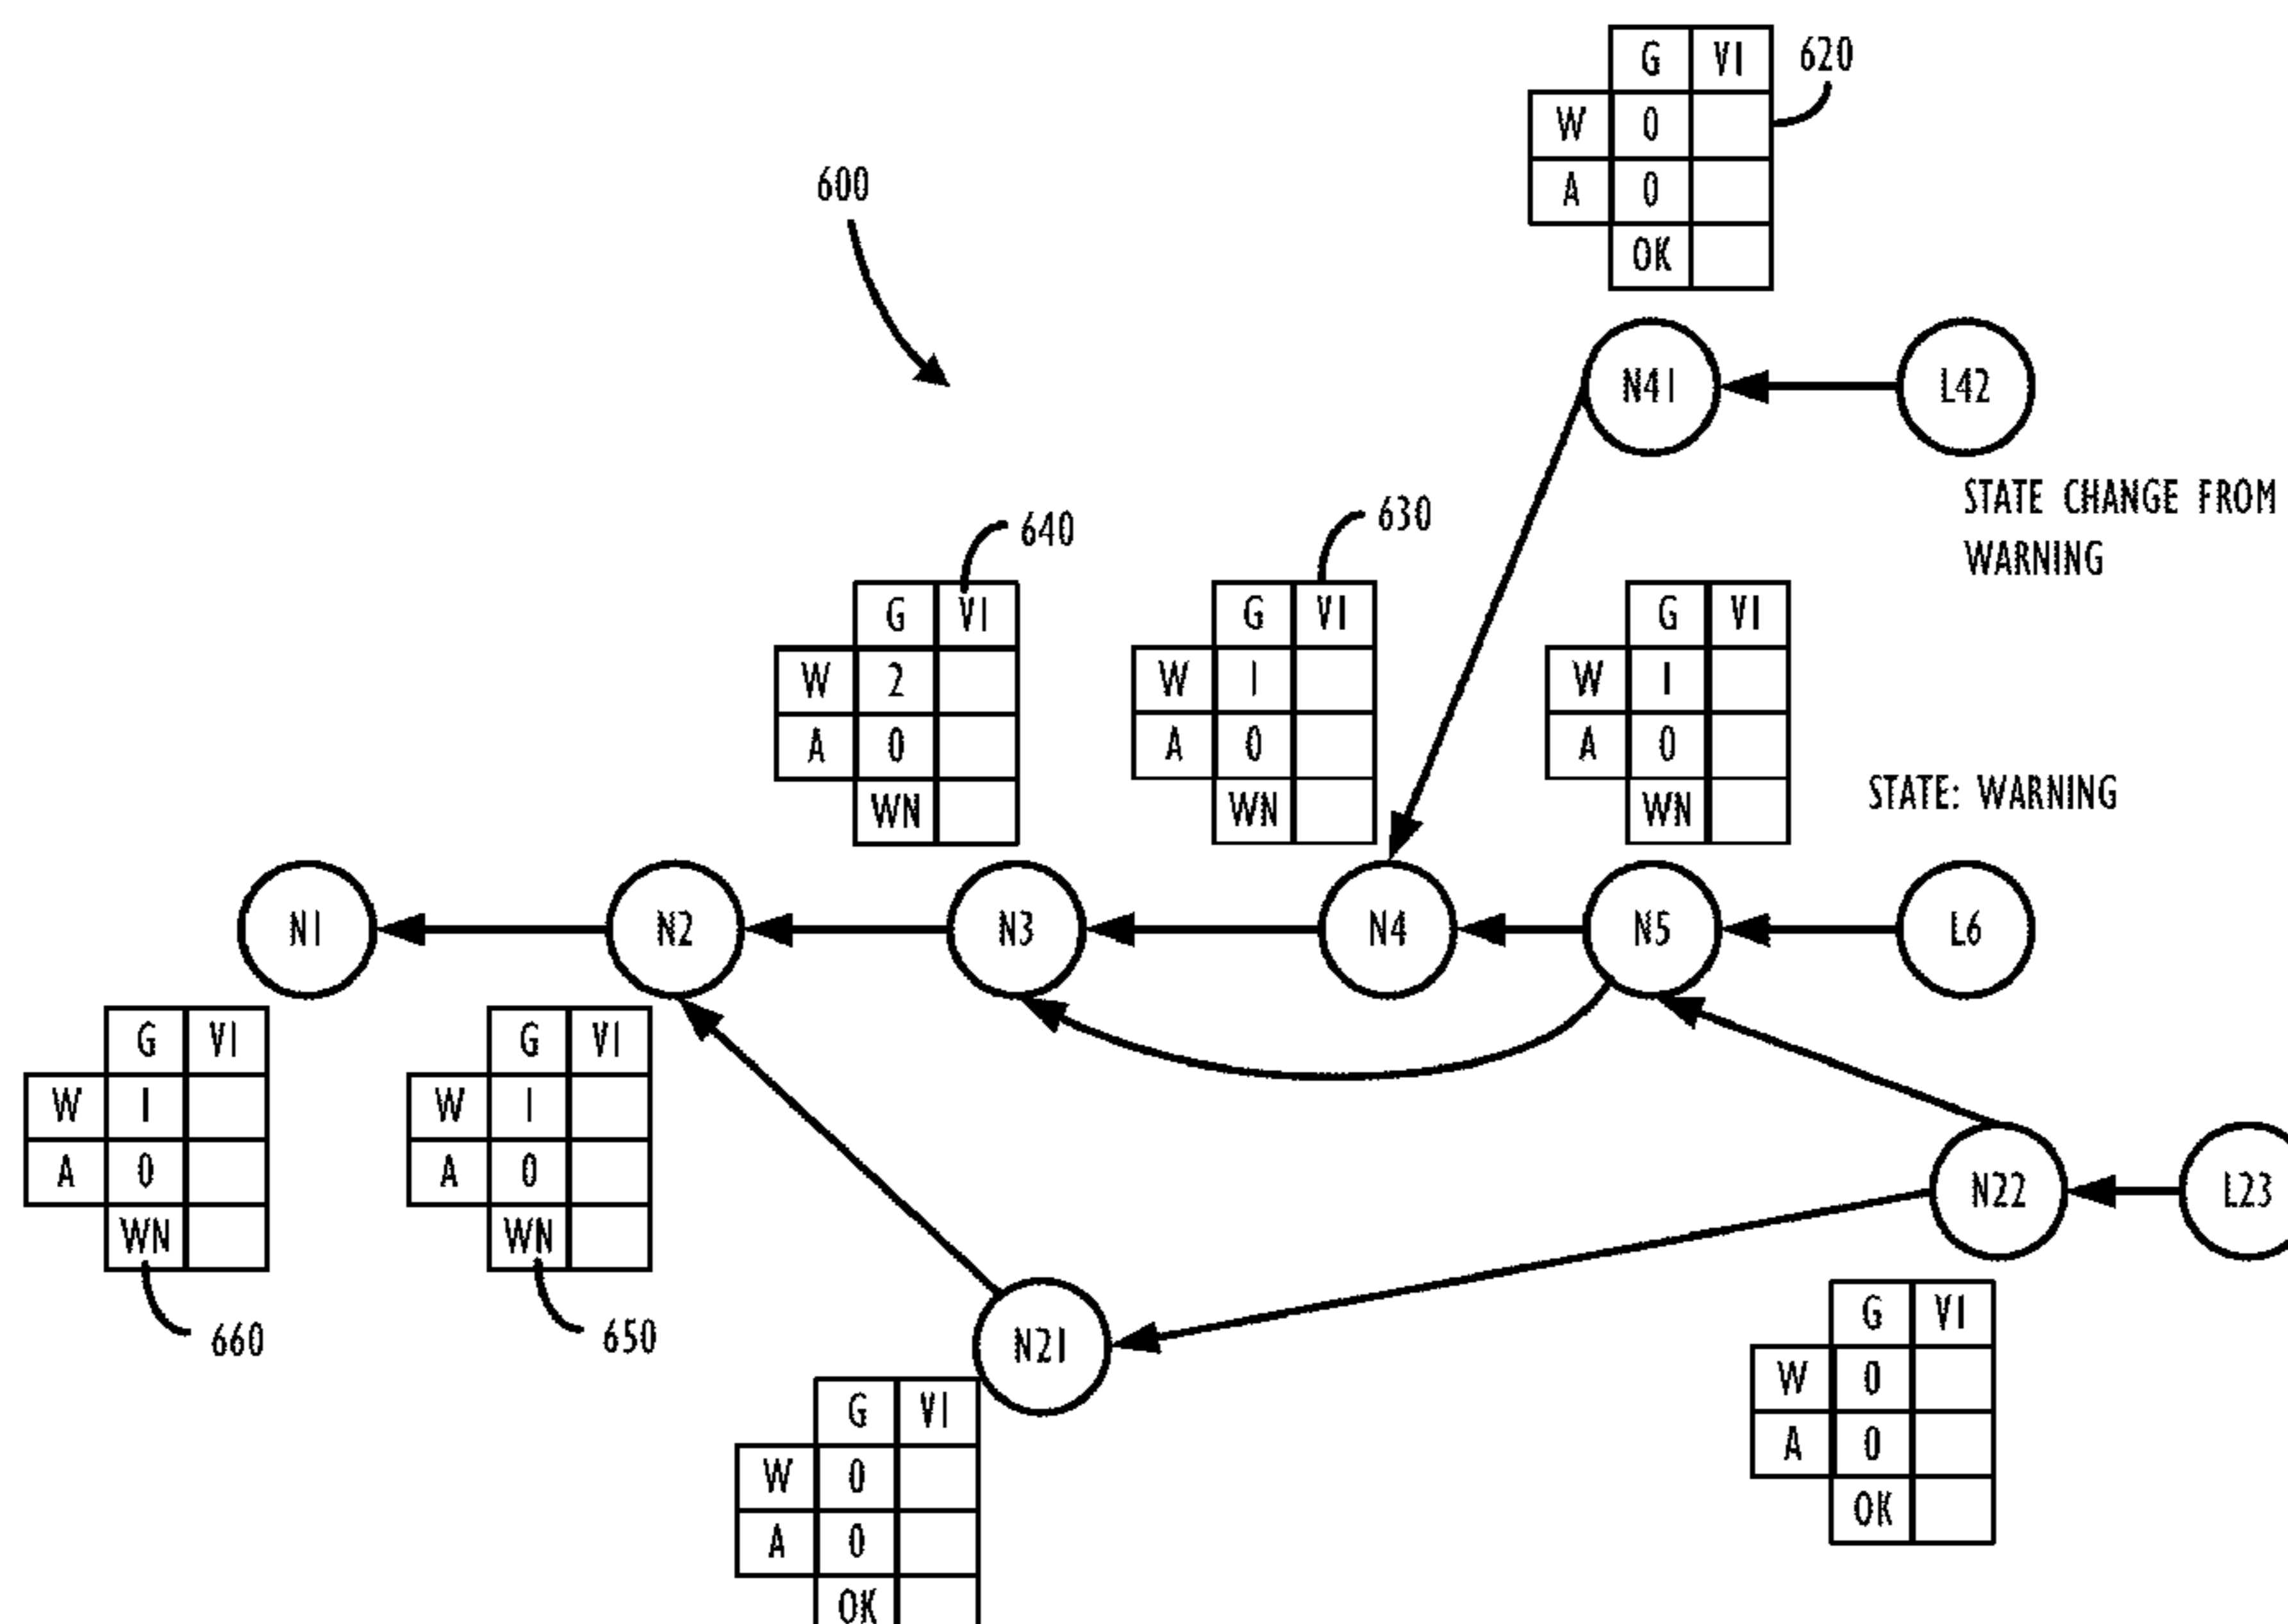 G VI 620
W 0
A 0
OK
600
N41 L42
STATE CHANGE FROM
WARNING
640 630
G VI
W 2
A 0
WN
G VI
W 1
A 0
WN
G VI
W 1
A 0
WN
STATE: WARNING
N1 N2 N3 N4 N5 L6
G VI
W 1
A 0
WN
660
G VI
W 1
A 0
WN
650
N22 L23
N21
G VI
W 0
A 0
OK
G VI
W 0
A 0
OK